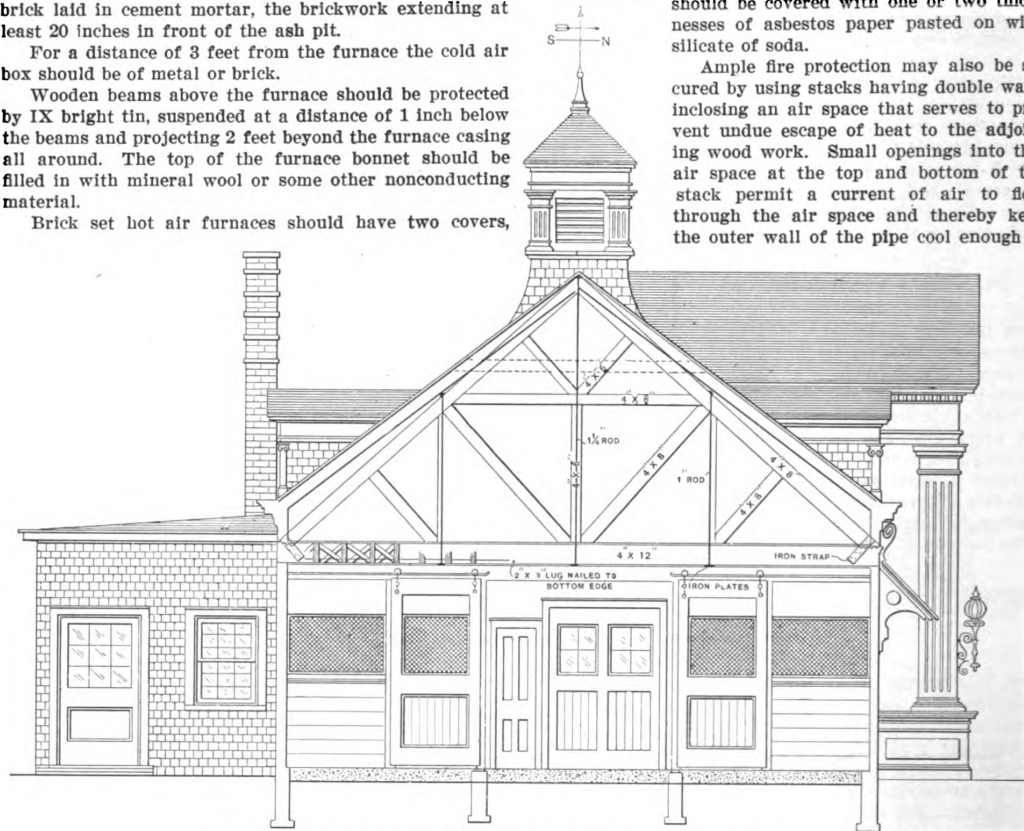 brick laid in cement mortar, the brickwork extending at
least 20 inches in front of the ash pit.
For a distance of 3 feet from the furnace the cold air
box should be of metal or brick.
Wooden beams above the furnace should be protected
by IX bright tin, suspended at a distance of 1 inch below
the beams and projecting 2 feet beyond the furnace casing
all around. The top of the furnace bonnet should be
filled in with mineral wool or some other nonconducting
material.
Brick set hot air furnaces should have two covers,
should be covered with one or two
nesses of asbestos paper pasted on
silicate of soda.
Ample fire protection may also be
cured by using stacks having double
inclosing an air space that serves to
vent undue escape of heat to the
ing wood work. Small openings into
air space at the top and bottom of
stack permit a current of air to
through the air space and thereby
the outer wall of the pipe cool enough
S N
4" X 6"
4" X 6"
1⅛" ROD
4" X 8"
1" ROD
4" X 8"
4" X 8"
4" X 12"
IRON STRAP
2" X 3" LUG NAILED TO
BOTTOM EDGE
IRON PLATES